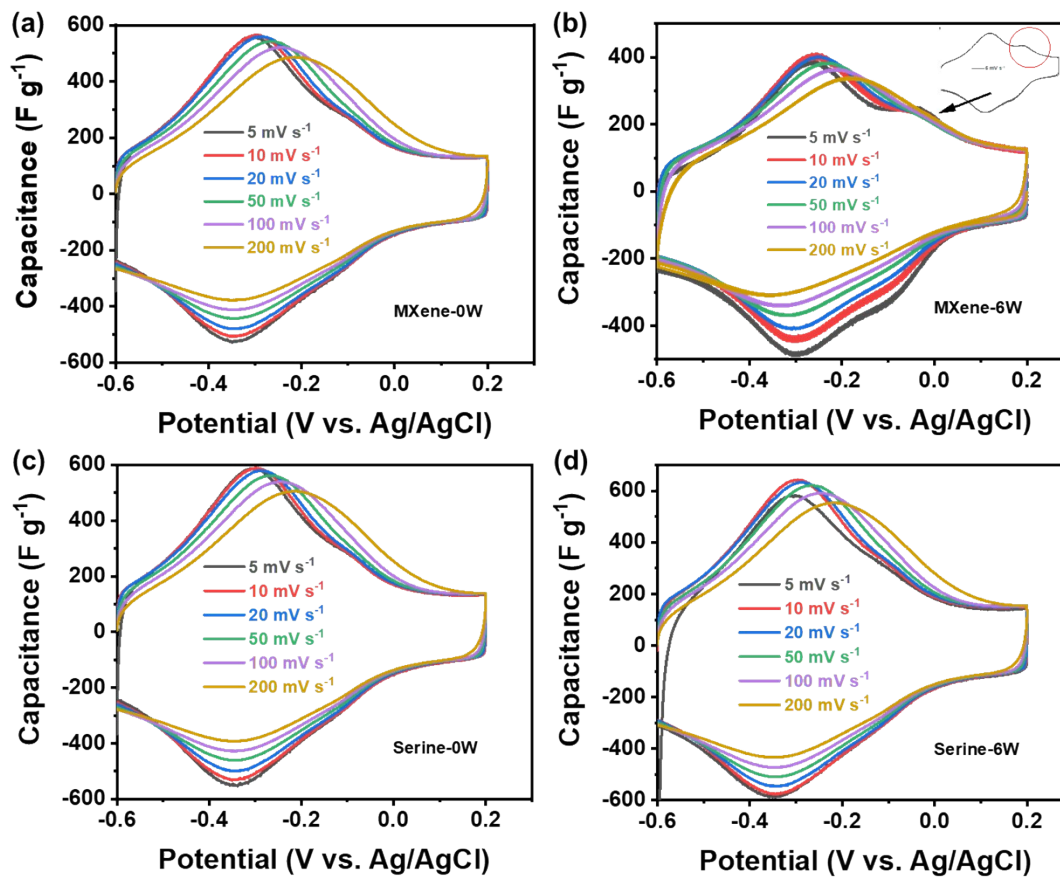 (a)
600
400
200
0
-200
-400
-600
Capacitance (F g⁻¹)
5 mV s⁻¹
10 mV s⁻¹
20 mV s⁻¹
50 mV s⁻¹
100 mV s⁻¹
200 mV s⁻¹
MXene-0W
-0.6
-0.4
-0.2
0.0
0.2
Potential (V vs. Ag/AgCl)
(b)
400
200
0
-200
-400
Capacitance (F g⁻¹)
5 mV s⁻¹
10 mV s⁻¹
20 mV s⁻¹
50 mV s⁻¹
100 mV s⁻¹
200 mV s⁻¹
MXene-6W
-0.6
-0.4
-0.2
0.0
0.2
Potential (V vs. Ag/AgCl)
(c)
600
400
200
0
-200
-400
-600
Capacitance (F g⁻¹)
5 mV s⁻¹
10 mV s⁻¹
20 mV s⁻¹
50 mV s⁻¹
100 mV s⁻¹
200 mV s⁻¹
Serine-0W
-0.6
-0.4
-0.2
0.0
0.2
Potential (V vs. Ag/AgCl)
(d)
600
400
200
0
-200
-400
-600
Capacitance (F g⁻¹)
5 mV s⁻¹
10 mV s⁻¹
20 mV s⁻¹
50 mV s⁻¹
100 mV s⁻¹
200 mV s⁻¹
Serine-6W
-0.6
-0.4
-0.2
0.0
0.2
Potential (V vs. Ag/AgCl)